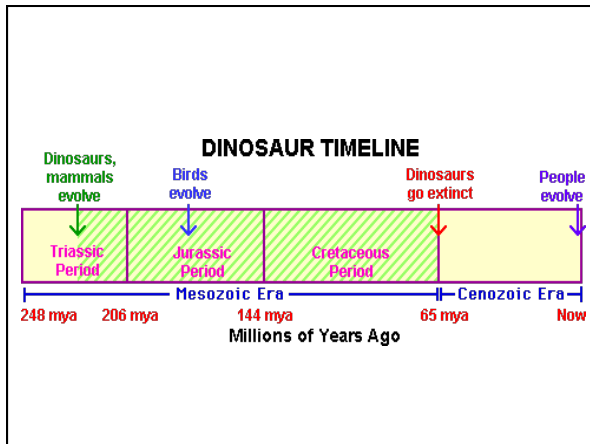 DINOSAUR TIMELINE
Dinosaurs,
mammals
evolve
Birds
evolve
Dinosaurs
go extinct
People
evolve
Triassic
Period
Jurassic
Period
Cretaceous
Period
Mesozoic Era
Cenozoic Era
248 mya
206 mya
144 mya
65 mya
Now
Millions of Years Ago